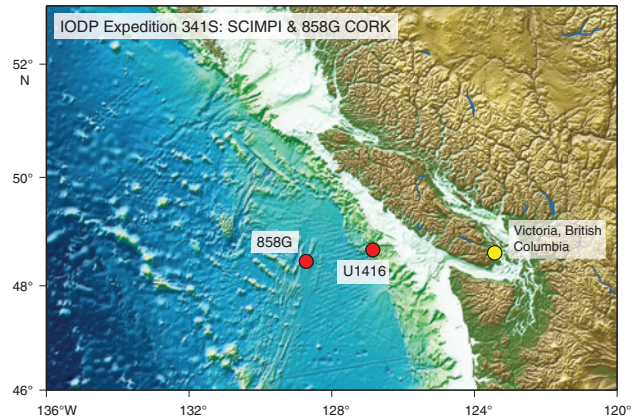 IODP Expedition 341S: SCIMPI & 858G CORK
52°
N
50°
48°
46°
858G
U1416
Victoria, British
Columbia
136°W
132°
128°
124°
120°